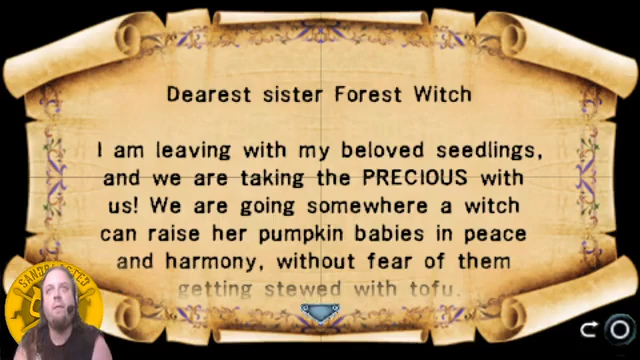 Dearest sister Forest Witch
I am leaving with my beloved seedlings,
and we are taking the PRECIOUS with
us! We are going somewhere a witch
can raise her pumpkin babies in peace
and harmony, without fear of them
getting stewed with tofu.